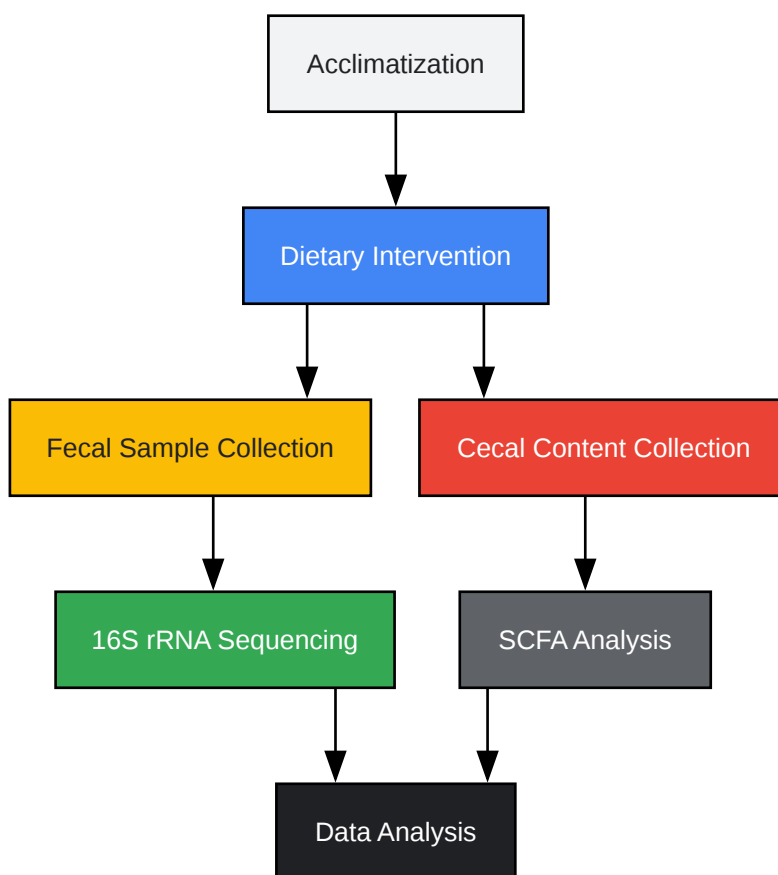 Acclimatization
Dietary Intervention
Fecal Sample Collection
Cecal Content Collection
16S rRNA Sequencing
SCFA Analysis
Data Analysis